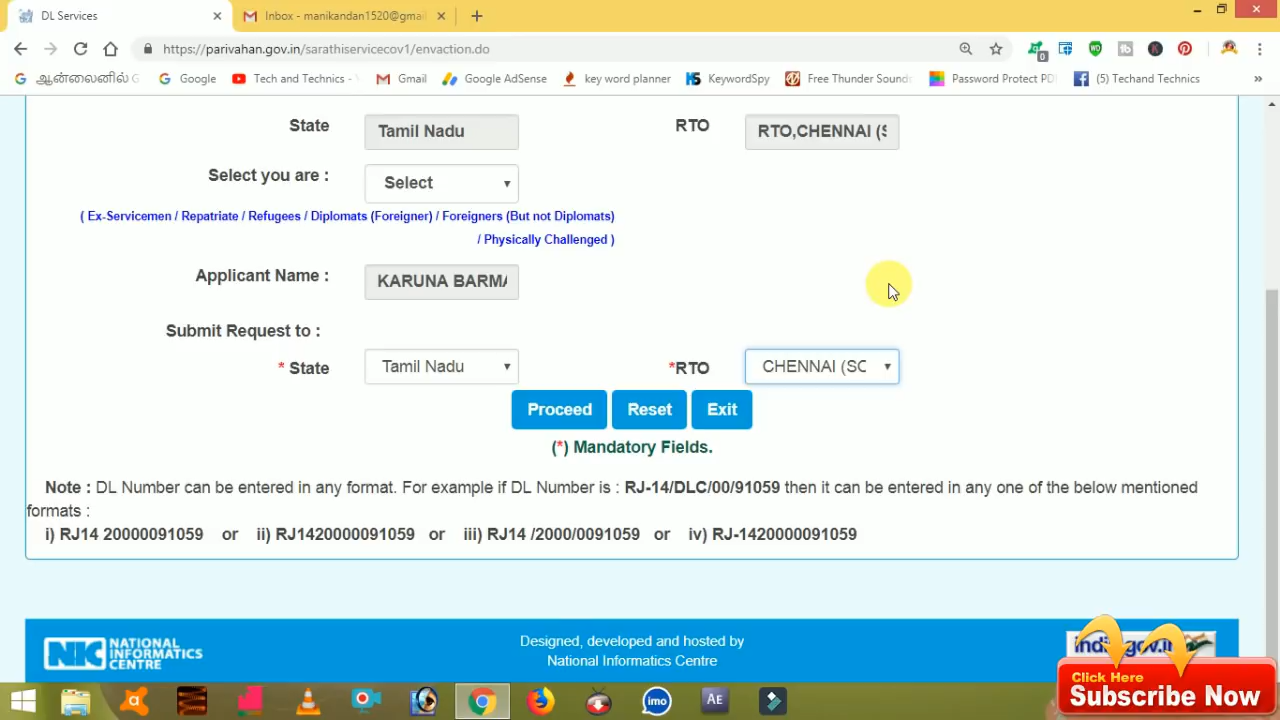 DL Services
Inbox - manikandan1520@gmail
https://parivahan.gov.in/sarathiservicecov1/envaction.do
0
ஆன்லைனில் G
Google
Tech and Technics -
Gmail
Google AdSense
key word planner
KeywordSpy
Free Thunder Sound
Password Protect PD
(5) Techand Technics
»
State
Tamil Nadu
RTO
RTO,CHENNAI (S
Select you are :
Select
( Ex-Servicemen / Repatriate / Refugees / Diplomats (Foreigner) / Foreigners (But not Diplomats)
/ Physically Challenged )
Applicant Name :
KARUNA BARMA
Submit Request to :
* State
Tamil Nadu
*RTO
CHENNAI (SO
Proceed
Reset
Exit
(*) Mandatory Fields.
Note : DL Number can be entered in any format. For example if DL Number is : RJ-14/DLC/00/91059 then it can be entered in any one of the below mentioned
formats :
i) RJ14 20000091059 or ii) RJ1420000091059 or iii) RJ14 /2000/0091059 or iv) RJ-1420000091059
NIC NATIONAL
INFORMATICS
CENTRE
Designed, developed and hosted by
National Informatics Centre
Click Here
Subscribe Now
imo
AE